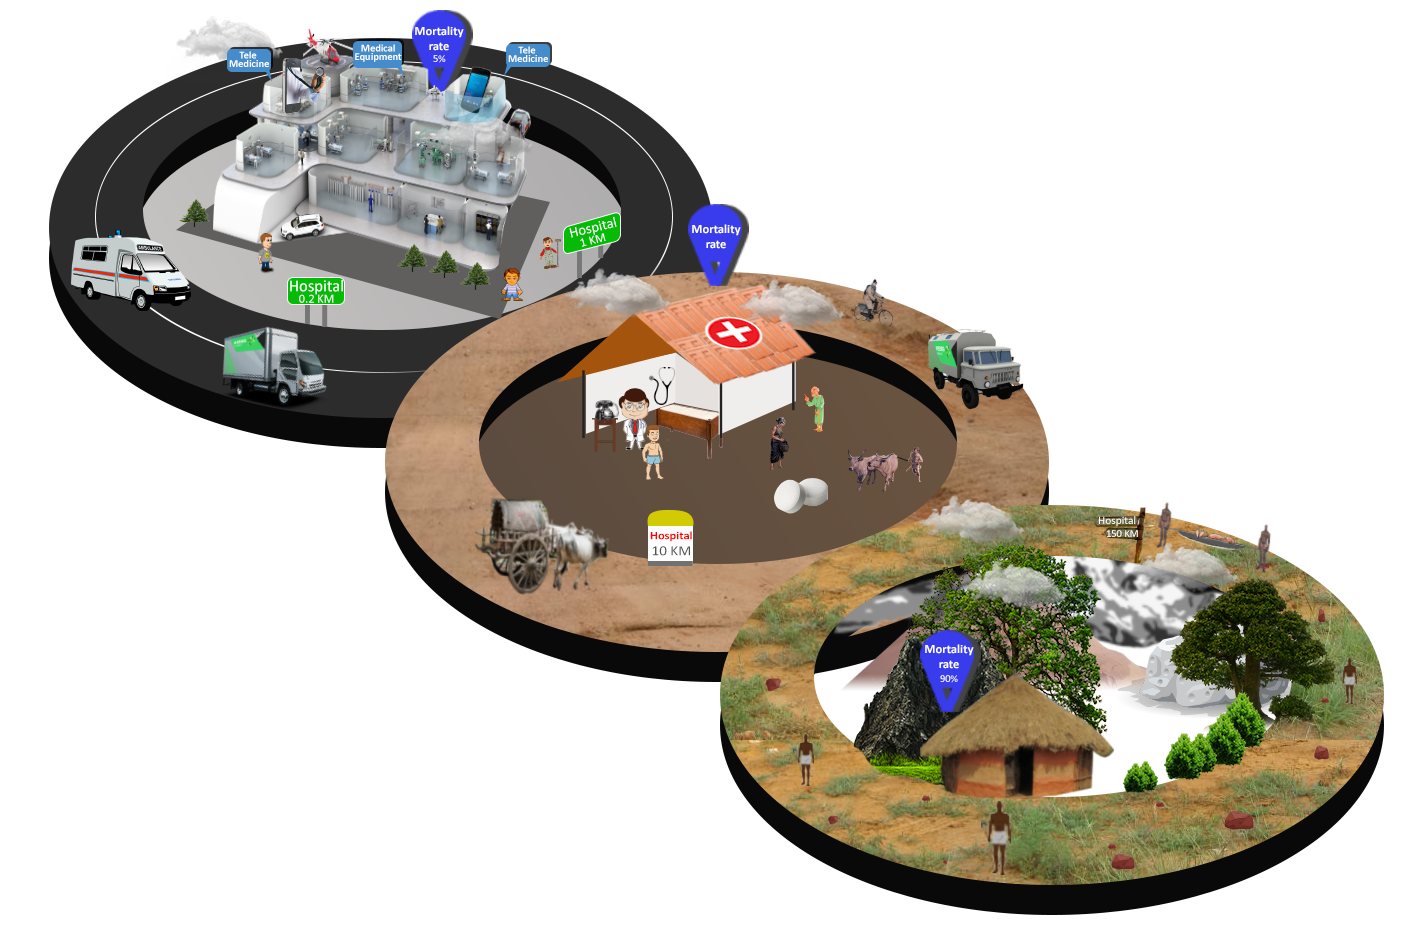 Mortality
rate
5%
Tele
Medicine
Medical
Equipment
Tele
Medicine
AMBULANCE
Hospital
1 KM
Hospital
0.2 KM
Mortality
rate
Hospital
10 KM
Hospital
150 KM
Mortality
rate
90%